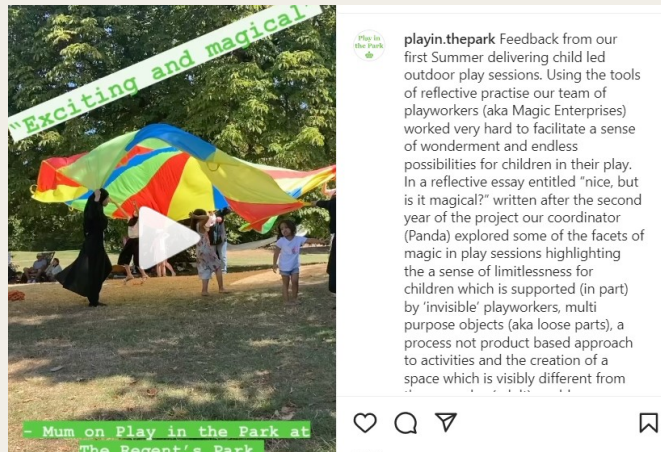 "Exciting and magical"
- Mum on Play in the Park at
The Regent's Park
Play in
the Park
playin.thepark Feedback from our
first Summer delivering child led
outdoor play sessions. Using the tools
of reflective practise our team of
playworkers (aka Magic Enterprises)
worked very hard to facilitate a sense
of wonderment and endless
possibilities for children in their play.
In a reflective essay entitled “nice, but
is it magical?” written after the second
year of the project our coordinator
(Panda) explored some of the facets of
magic in play sessions highlighting
the a sense of limitlessness for
children which is supported (in part)
by ‘invisible’ playworkers, multi
purpose objects (aka loose parts), a
process not product based approach
to activities and the creation of a
space which is visibly different from